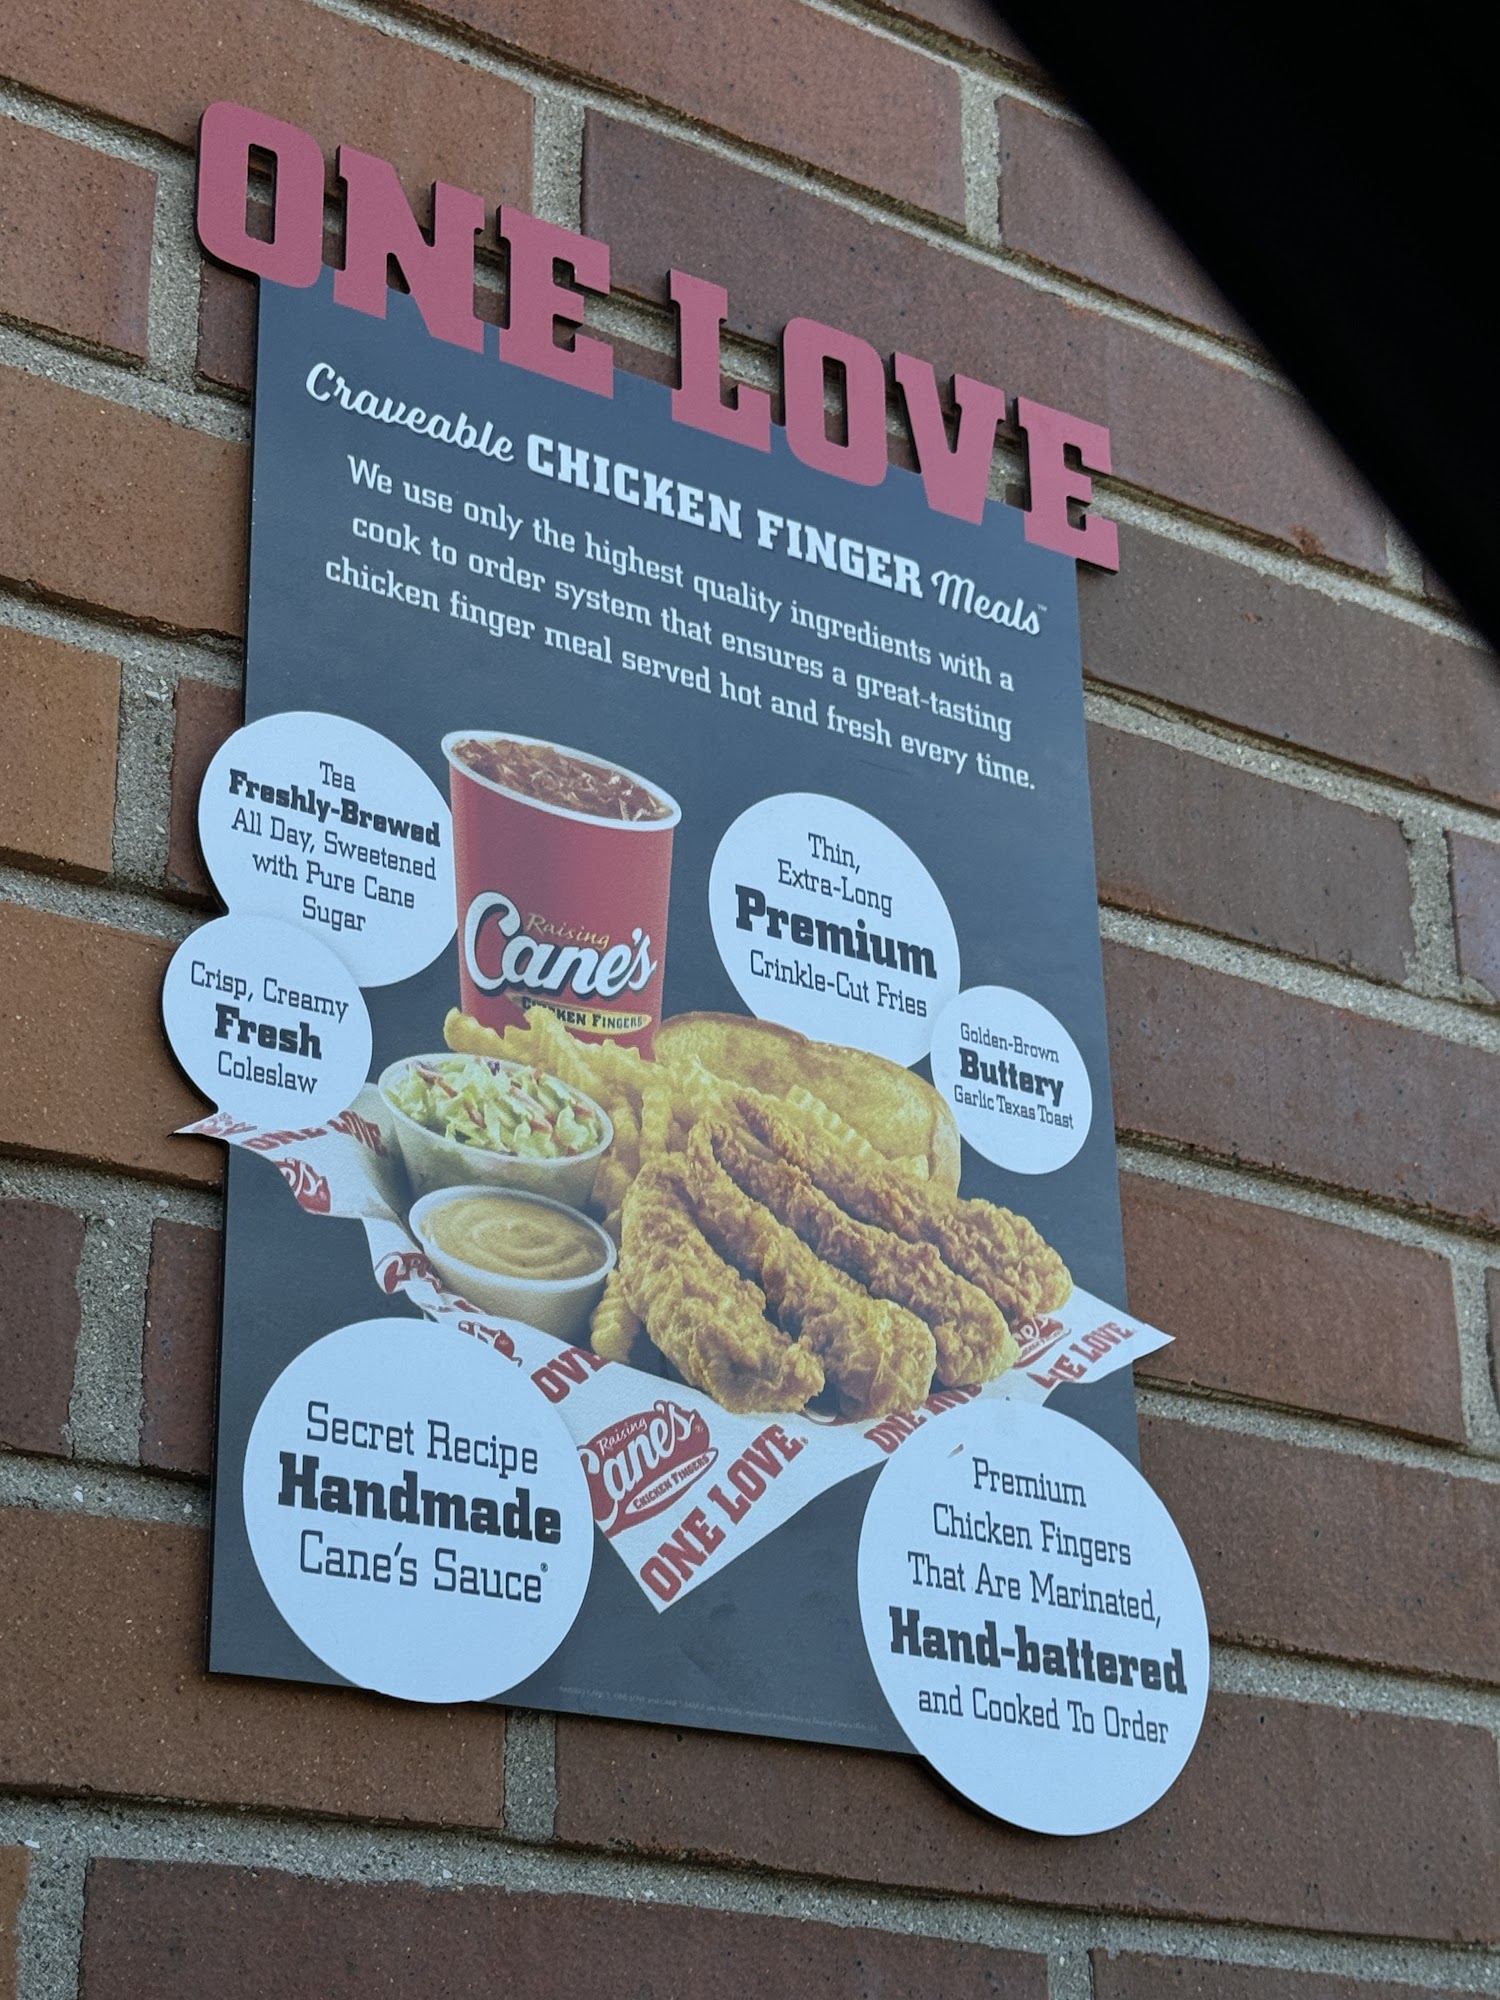 ONE LOVE
Craveable CHICKEN FINGER Meals™
We use only the highest quality ingredients with a
cook to order system that ensures a great-tasting
chicken finger meal served hot and fresh every time.
Tea
Freshly-Brewed
All Day, Sweetened
with Pure Cane
Sugar
Raising
Cane's
CHICKEN FINGERS
Thin,
Extra-Long
Premium
Crinkle-Cut Fries
Crisp, Creamy
Fresh
Coleslaw
Golden-Brown
Buttery
Garlic Texas Toast
ONE LOVE
Secret Recipe
Handmade
Cane's Sauce®
Raising
Cane's
CHICKEN FINGERS
ONE LOVE®
Premium
Chicken Fingers
That Are Marinated,
Hand-battered
and Cooked To Order